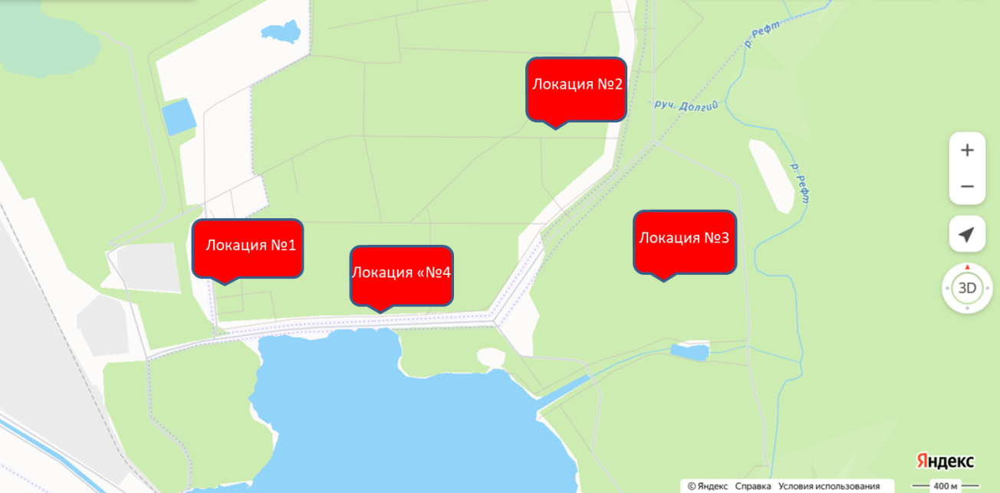 р. Рефт
Локация №2
руч. Долгий
р. Рефт
Локация №1
Локация №3
Локация «№4
+
−
3D
Яндекс
© Яндекс Справка Условия использования
400 м